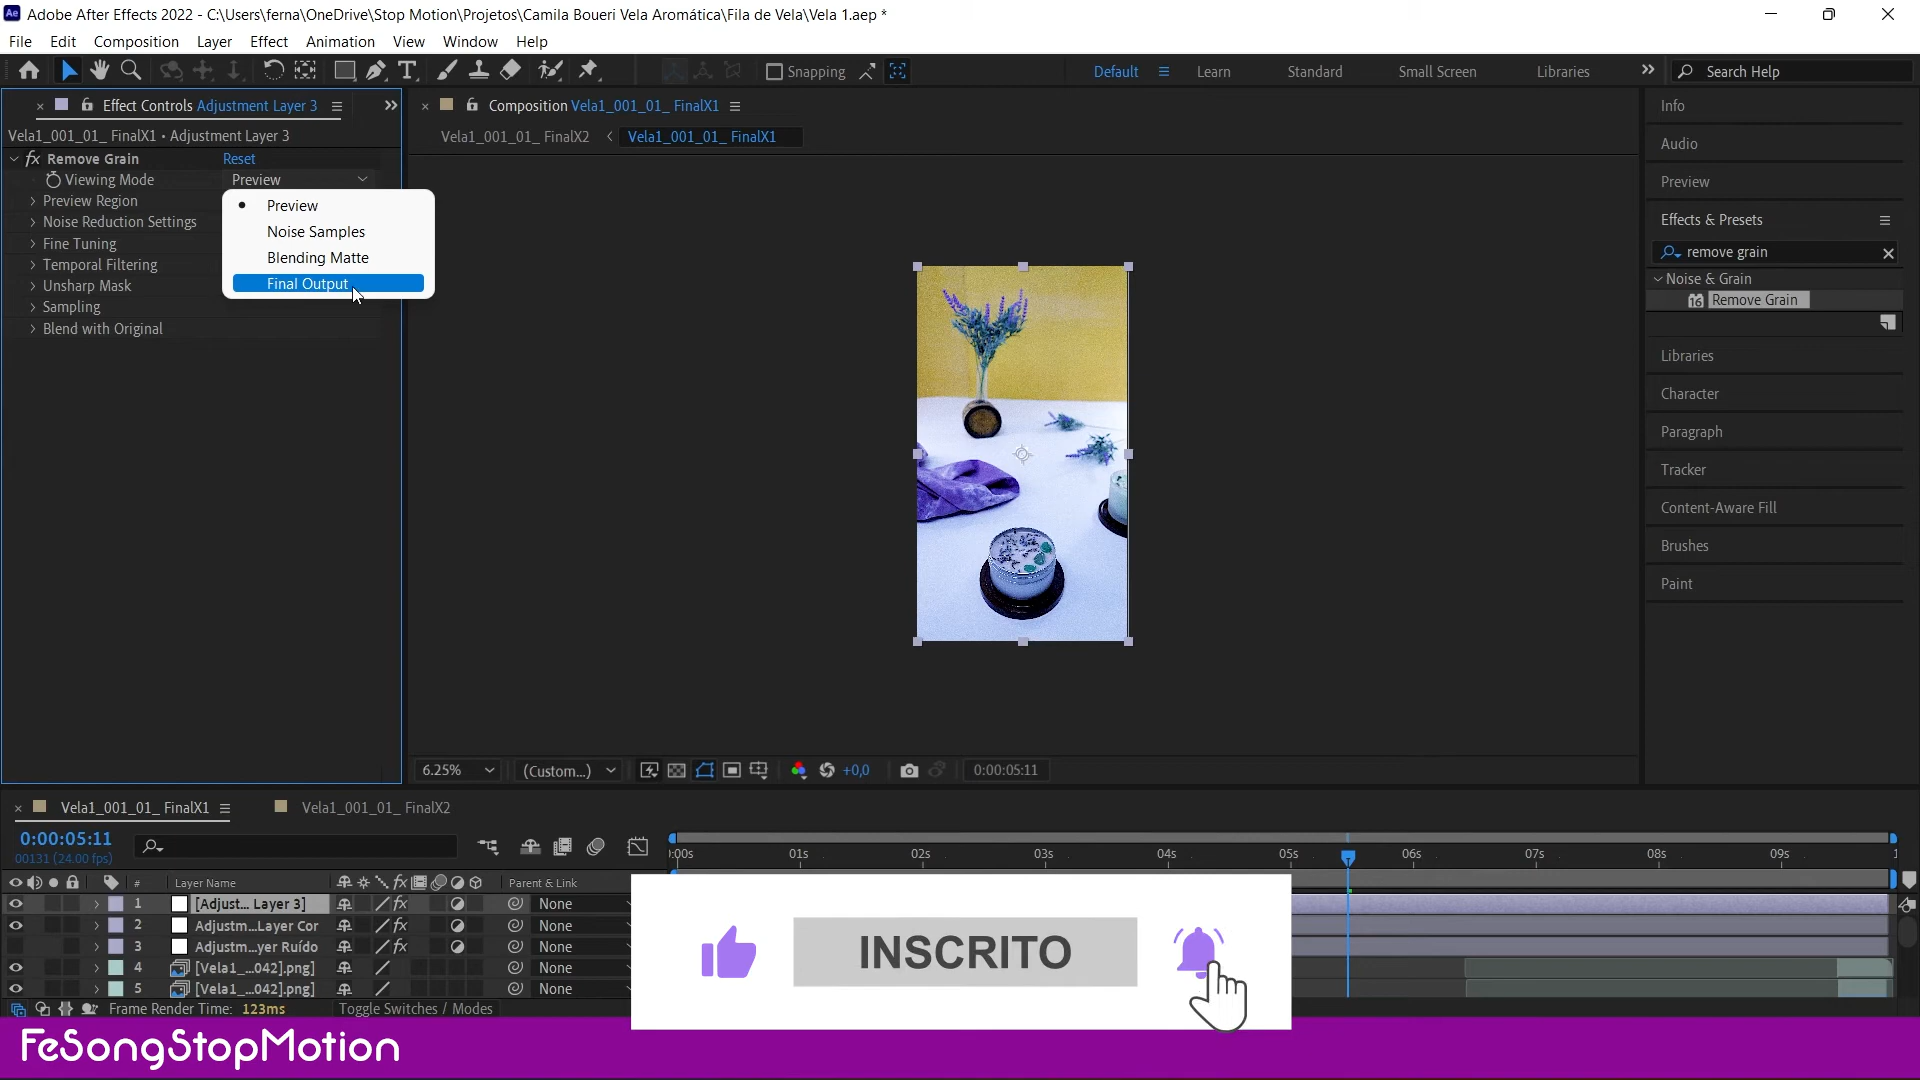 Adobe After Effects 2022 - C:\Users\ferna\OneDrive\Stop Motion\Projetos\Camila Boueri Vela Aromática\Fila de Vela\Vela 1.aep *
File Edit Composition Layer Effect Animation View Window Help
Snapping Default Learn Standard Small Screen Libraries Search Help
Effect Controls Adjustment Layer 3
Vela1_001_01_ FinalX1 • Adjustment Layer 3
fx Remove Grain Reset
Viewing Mode Preview
Preview Region
Noise Reduction Settings
Fine Tuning
Temporal Filtering
Unsharp Mask
Sampling
Blend with Original
Preview
Noise Samples
Blending Matte
Final Output
Composition Vela1_001_01_ FinalX1
Vela1_001_01_ FinalX2 Vela1_001_01_ FinalX1
Info
Audio
Preview
Effects & Presets
remove grain
Noise & Grain
16 Remove Grain
Libraries
Character
Paragraph
Tracker
Content-Aware Fill
Brushes
Paint
6.25% (Custom...) +0,0 0:00:05:11
Vela1_001_01_ FinalX1 Vela1_001_01_ FinalX2
0:00:05:11
00131 (24.00 fps)
:00s 01s 02s 03s 04s 05s 06s 07s 08s 09s 1
# Layer Name fx Parent & Link
1 [Adjust... Layer 3] None
2 Adjustm...Layer Cor fx None
3 Adjustm...yer Ruído fx None
4 [Vela1_...042].png] None
5 [Vela1_...042].png] None
Frame Render Time: 123ms Toggle Switches / Modes
INSCRITO
FeSongStopMotion